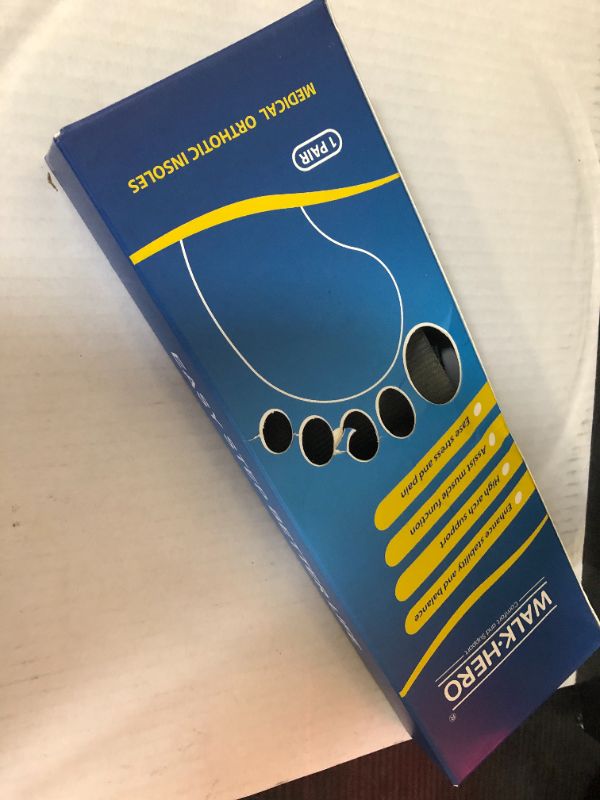 WALK·HERO®
Comfort and Support
Enhance stability and balance
High arch support
Assist muscle function
Ease stress and pain
1 PAIR
MEDICAL ORTHOTIC INSOLES